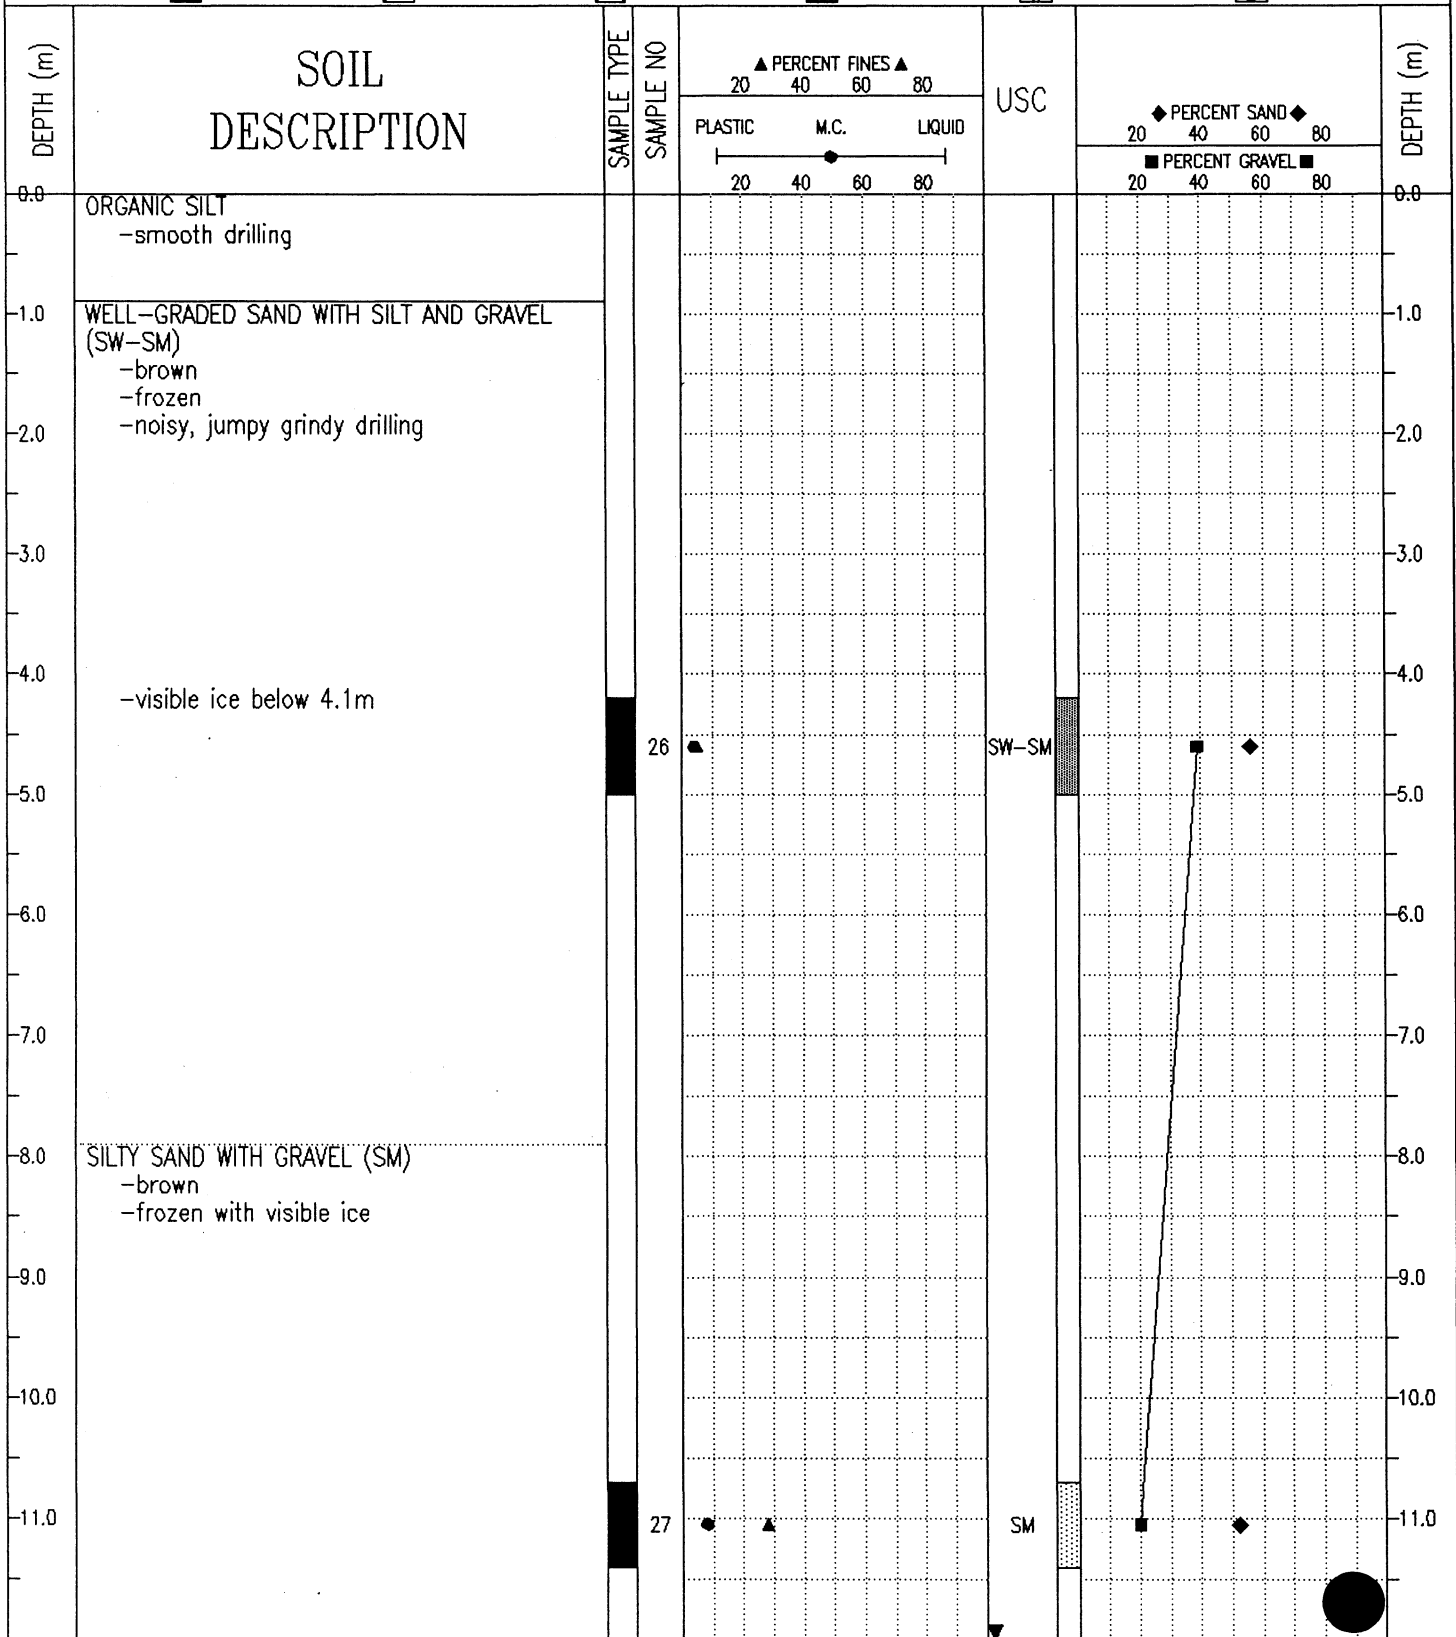 DEPTH (m)
SOIL
DESCRIPTION
SAMPLE TYPE
SAMPLE NO
▲ PERCENT FINES ▲
20 40 60 80
PLASTIC M.C. LIQUID
20 40 60 80
USC
◆ PERCENT SAND ◆
20 40 60 80
■ PERCENT GRAVEL ■
20 40 60 80
DEPTH (m)
0.0 0.0
ORGANIC SILT
-smooth drilling
1.0 1.0
WELL-GRADED SAND WITH SILT AND GRAVEL
(SW-SM)
-brown
-frozen
-noisy, jumpy grindy drilling
2.0 2.0
3.0 3.0
4.0 4.0
-visible ice below 4.1m
26 SW-SM
5.0 5.0
6.0 6.0
7.0 7.0
8.0 8.0
SILTY SAND WITH GRAVEL (SM)
-brown
-frozen with visible ice
9.0 9.0
10.0 10.0
11.0 11.0
27 SM